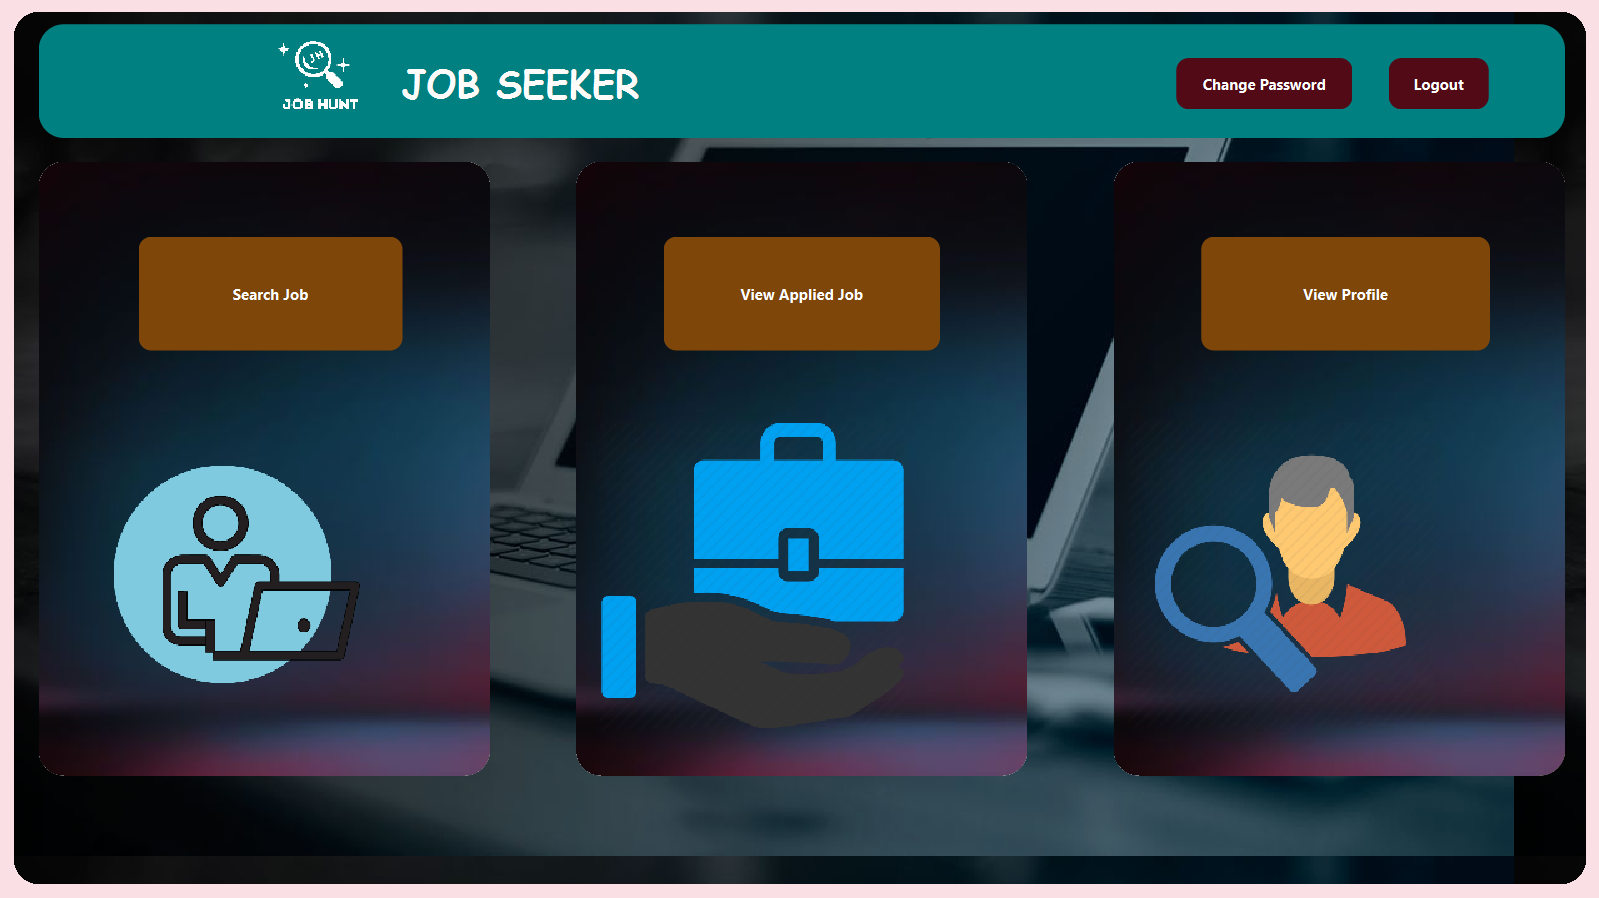 JH
JOB HUNT
JOB SEEKER
Change Password
Logout
Search Job
View Applied Job
View Profile